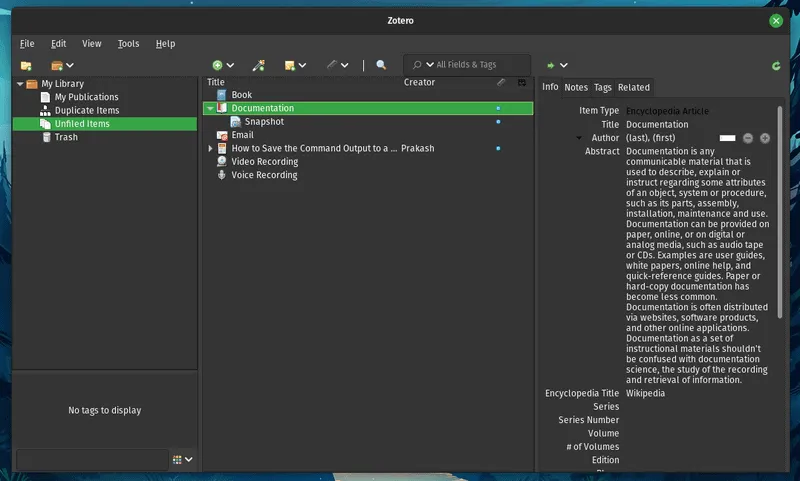 Zotero
File Edit View Tools Help
All Fields & Tags
My Library
My Publications
Duplicate Items
Unfiled Items
Trash
No tags to display
Title Creator
Book
Documentation
Snapshot
Email
How to Save the Command Output to a ... Prakash
Video Recording
Voice Recording
Info Notes Tags Related
Item Type Encyclopedia Article
Title Documentation
Author (last), (first)
Abstract Documentation is any
communicable material that is
used to describe, explain or
instruct regarding some attributes
of an object, system or procedure,
such as its parts, assembly,
installation, maintenance and use.
Documentation can be provided on
paper, online, or on digital or
analog media, such as audio tape
or CDs. Examples are user guides,
white papers, online help, and
quick-reference guides. Paper or
hard-copy documentation has
become less common.
Documentation is often distributed
via websites, software products,
and other online applications.
Documentation as a set of
instructional materials shouldn't
be confused with documentation
science, the study of the recording
and retrieval of information.
Encyclopedia Title Wikipedia
Series
Series Number
Volume
# of Volumes
Edition